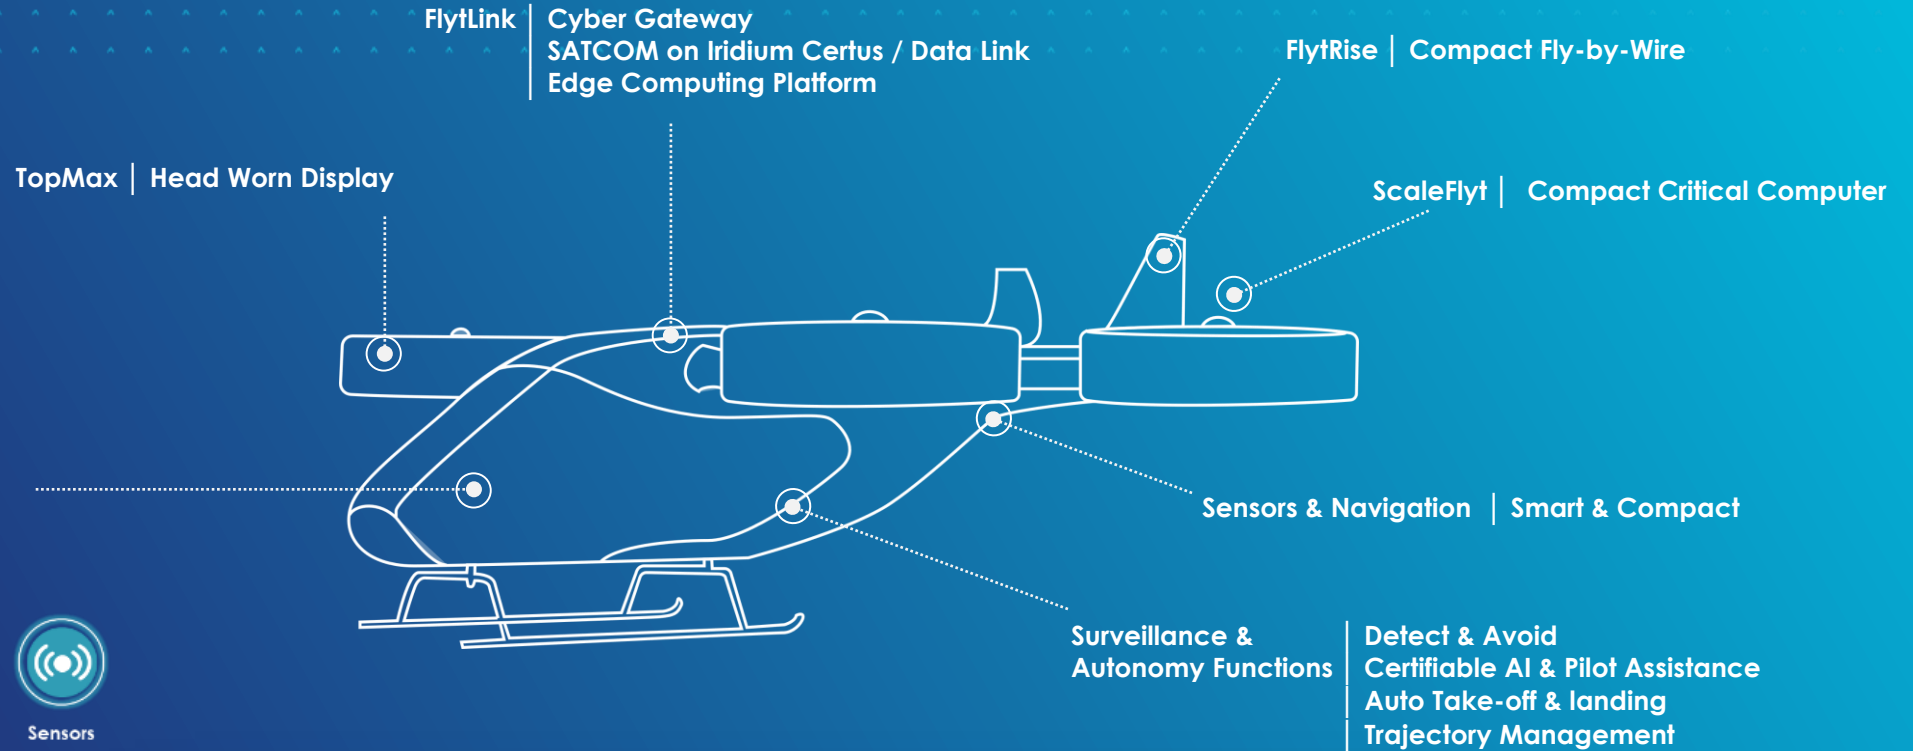 FlytLink | Cyber Gateway
SATCOM on Iridium Certus / Data Link
Edge Computing Platform
FlytRise | Compact Fly-by-Wire
TopMax | Head Worn Display
ScaleFlyt | Compact Critical Computer
Sensors & Navigation | Smart & Compact
Surveillance &
Autonomy Functions
Detect & Avoid
Certifiable AI & Pilot Assistance
Auto Take-off & landing
Trajectory Management
Sensors